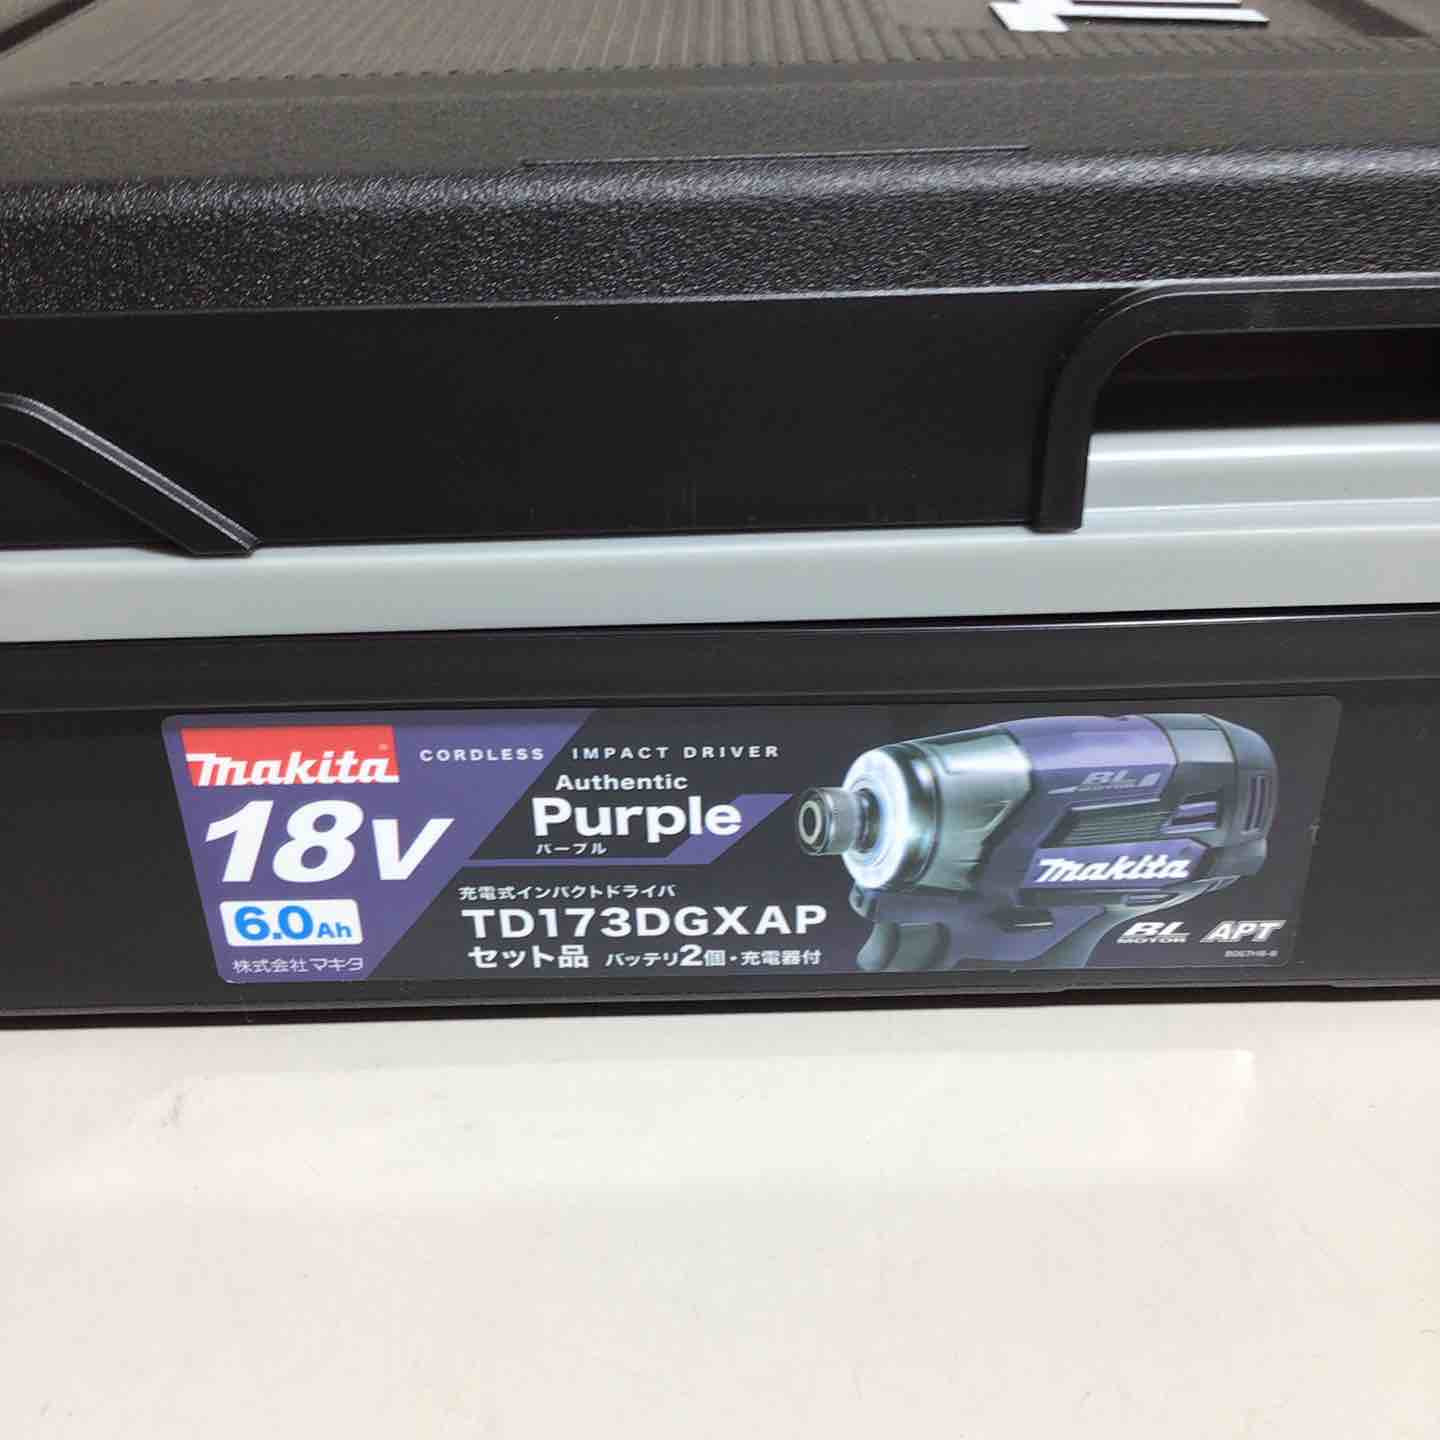 makita
CORDLESS IMPACT DRIVER
18V
Authentic
Purple
パープル
6.0Ah
株式会社マキタ
充電式インパクトドライバ
TD173DGXAP
セット品 バッテリ2個・充電器付
BL
MOTOR
makita
BL
MOTOR
APT